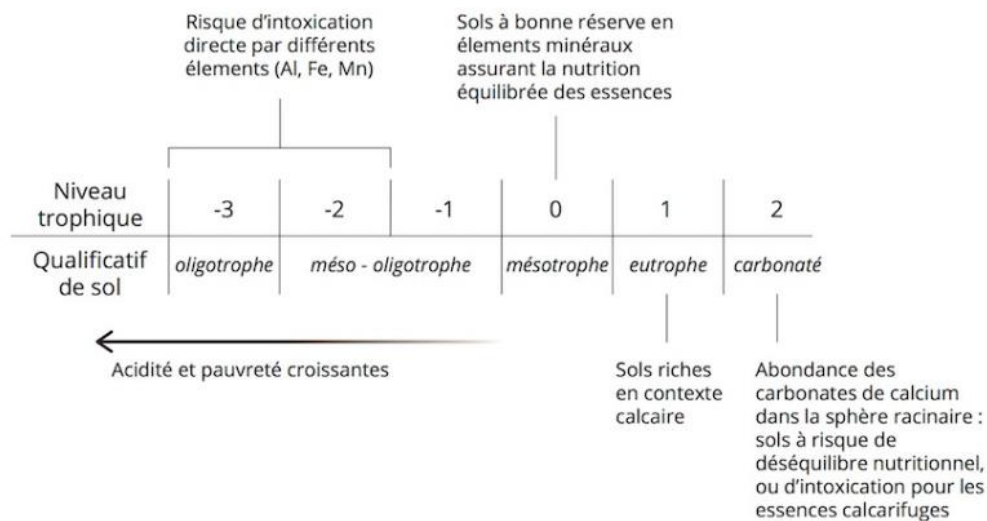 Risque d'intoxication
directe par différents
élements (Al, Fe, Mn)
Sols à bonne réserve en
élements minéraux
assurant la nutrition
équilibrée des essences
Niveau
trophique
-3
-2
-1
0
1
2
Qualificatif
de sol
oligotrophe
méso - oligotrophe
mésotrophe
eutrophe
carbonaté
Acidité et pauvreté croissantes
Sols riches
en contexte
calcaire
Abondance des
carbonates de calcium
dans la sphère racinaire :
sols à risque de
déséquilibre nutritionnel,
ou d'intoxication pour les
essences calcarifuges